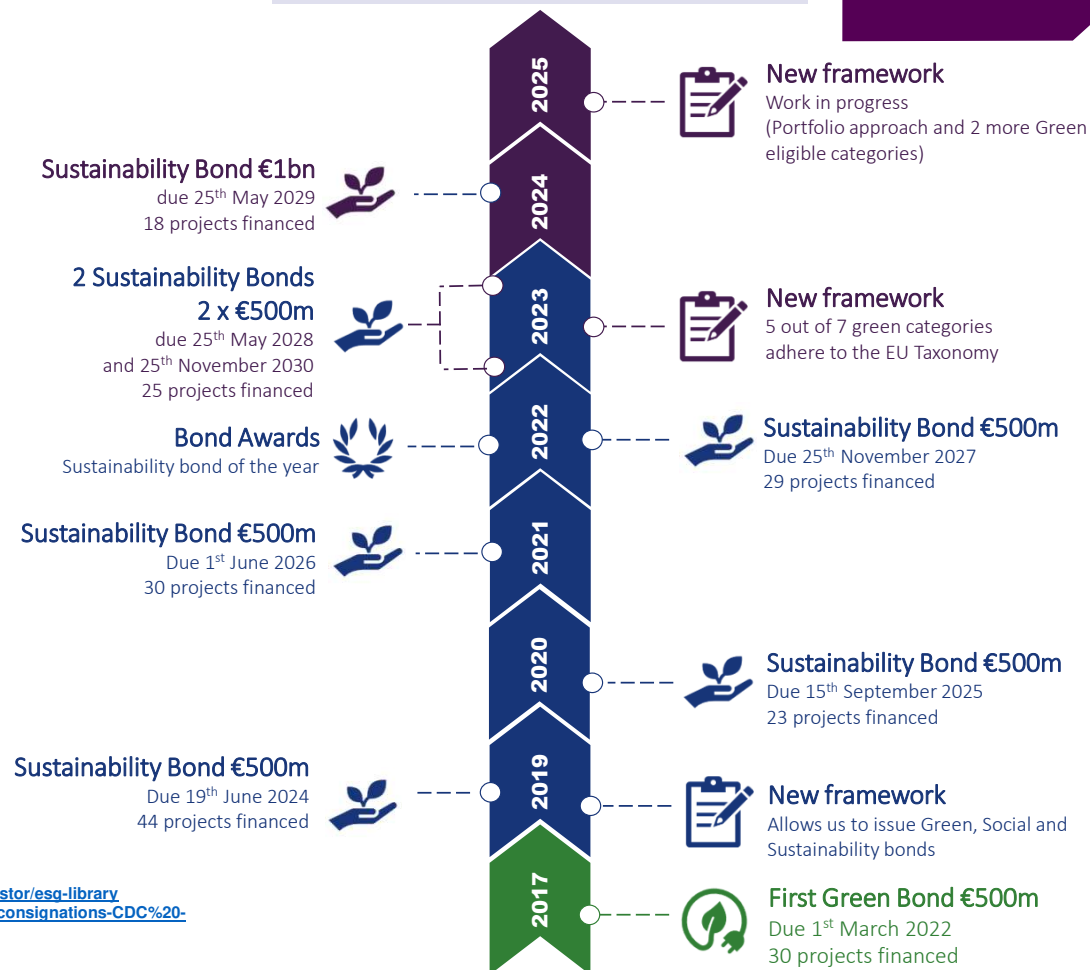 2025
New framework
Work in progress
(Portfolio approach and 2 more Green
eligible categories)
Sustainability Bond €1bn
due 25th May 2029
18 projects financed
2024
2 Sustainability Bonds
2 x €500m
due 25th May 2028
and 25th November 2030
25 projects financed
2023
New framework
5 out of 7 green categories
adhere to the EU Taxonomy
Bond Awards
Sustainability bond of the year
2022
Sustainability Bond €500m
Due 25th November 2027
29 projects financed
Sustainability Bond €500m
Due 1st June 2026
30 projects financed
2021
2020
Sustainability Bond €500m
Due 15th September 2025
23 projects financed
Sustainability Bond €500m
Due 19th June 2024
44 projects financed
2019
New framework
Allows us to issue Green, Social and
Sustainability bonds
stor/esg-library
consignations-CDC%20-
2017
First Green Bond €500m
Due 1st March 2022
30 projects financed